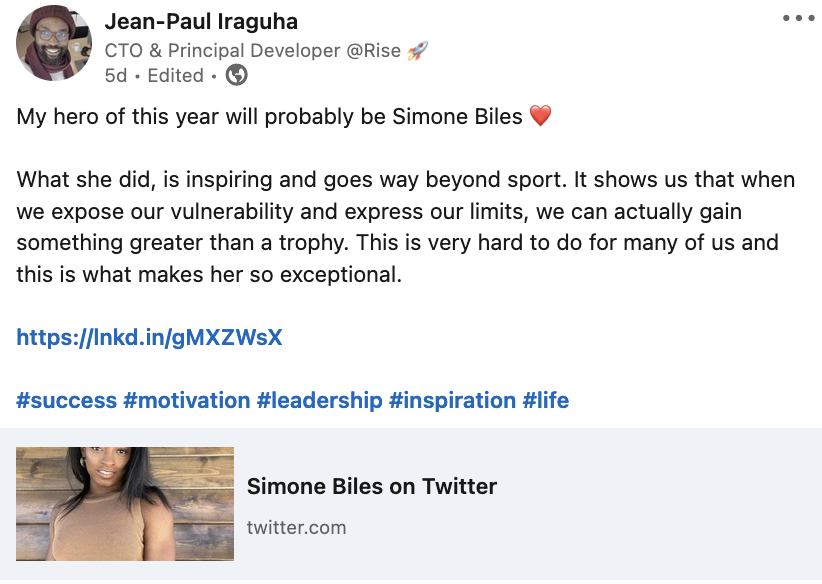 Jean-Paul Iraguha
CTO & Principal Developer @Rise 🚀
5d • Edited •
My hero of this year will probably be Simone Biles ❤️
What she did, is inspiring and goes way beyond sport. It shows us that when
we expose our vulnerability and express our limits, we can actually gain
something greater than a trophy. This is very hard to do for many of us and
this is what makes her so exceptional.
https://lnkd.in/gMXZWsX
#success #motivation #leadership #inspiration #life
Simone Biles on Twitter
twitter.com